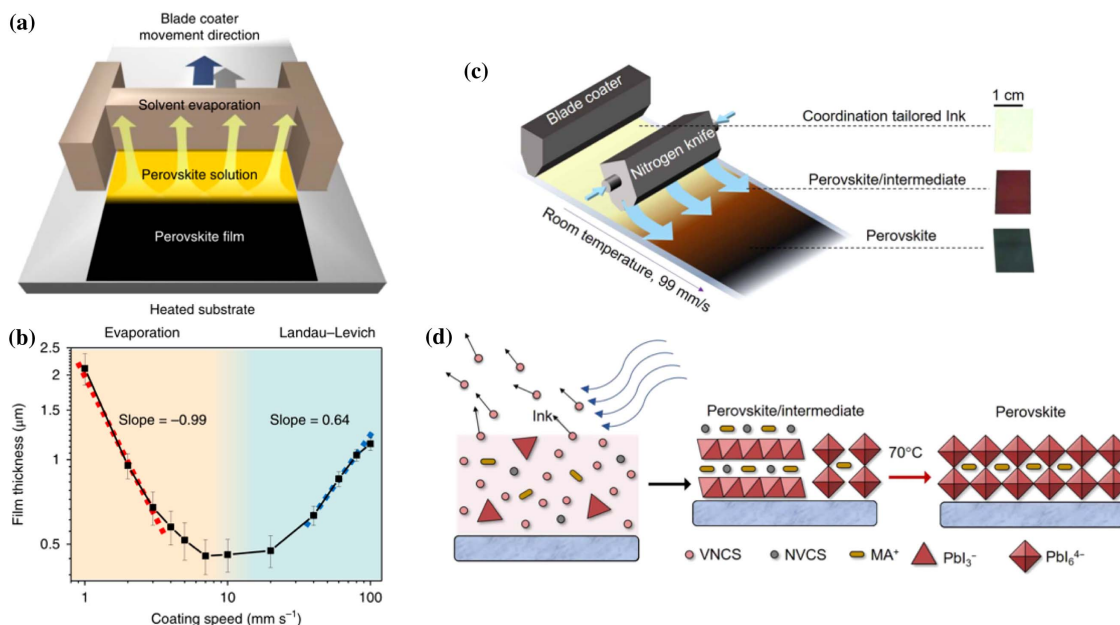 (a)
Blade coater
movement direction
Solvent evaporation
Perovskite solution
Perovskite film
Heated substrate
(b)
Evaporation
Landau–Levich
2.5
2
1.5
1
0.5
Slope = –0.99
Slope = 0.64
Film thickness (μm)
1
10
100
Coating speed (mm s⁻¹)
(c)
1 cm
Blade coater
Nitrogen knife
Coordination tailored Ink
Perovskite/intermediate
Perovskite
Room temperature, 99 mm/s
(d)
Ink
Perovskite/intermediate
70°C
Perovskite
VNCS
NVCS
MA⁺
PbI₃⁻
PbI₆⁴⁻